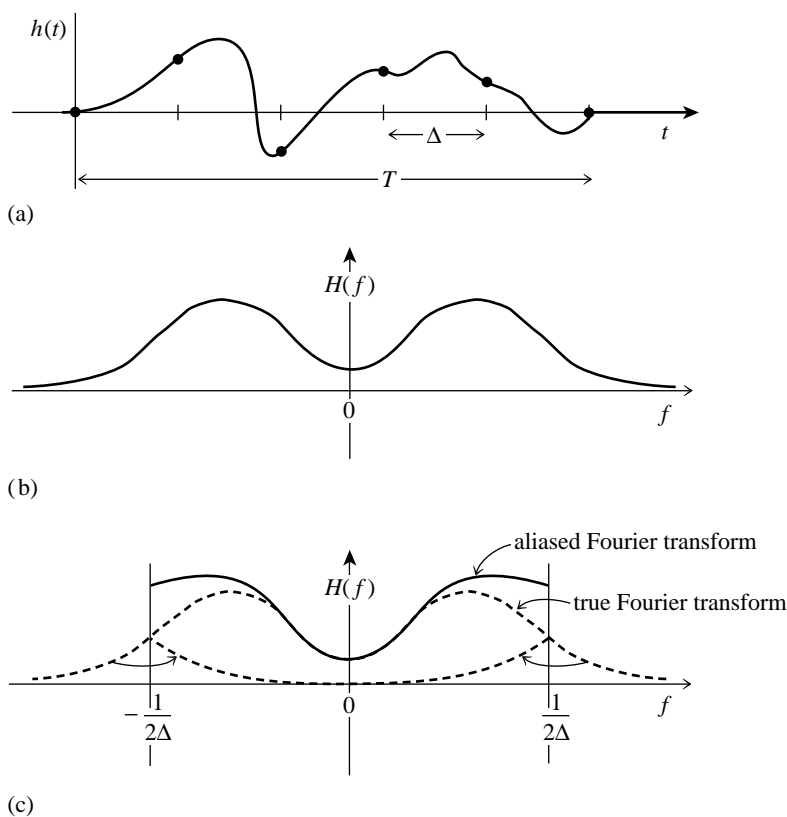 h(t)
Δ
t
T
(a)
H(f)
0
f
(b)
aliased Fourier transform
H(f)
true Fourier transform
0
f
− 1/2Δ
1/2Δ
(c)